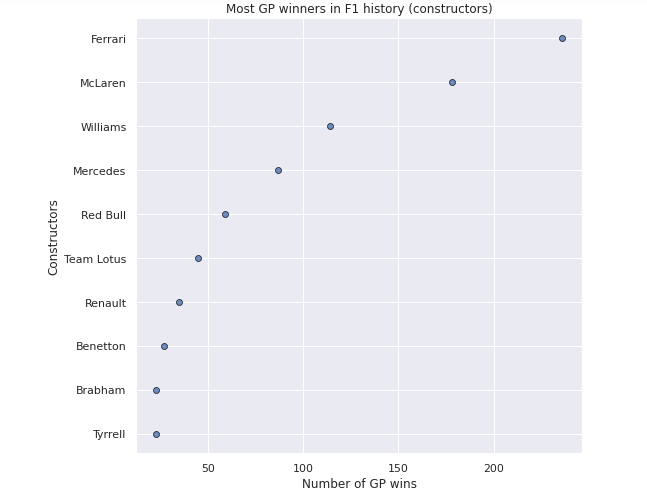 Most GP winners in F1 history (constructors)
Ferrari
McLaren
Williams
Mercedes
Red Bull
Team Lotus
Renault
Benetton
Brabham
Tyrrell
Constructors
50 100 150 200
Number of GP wins